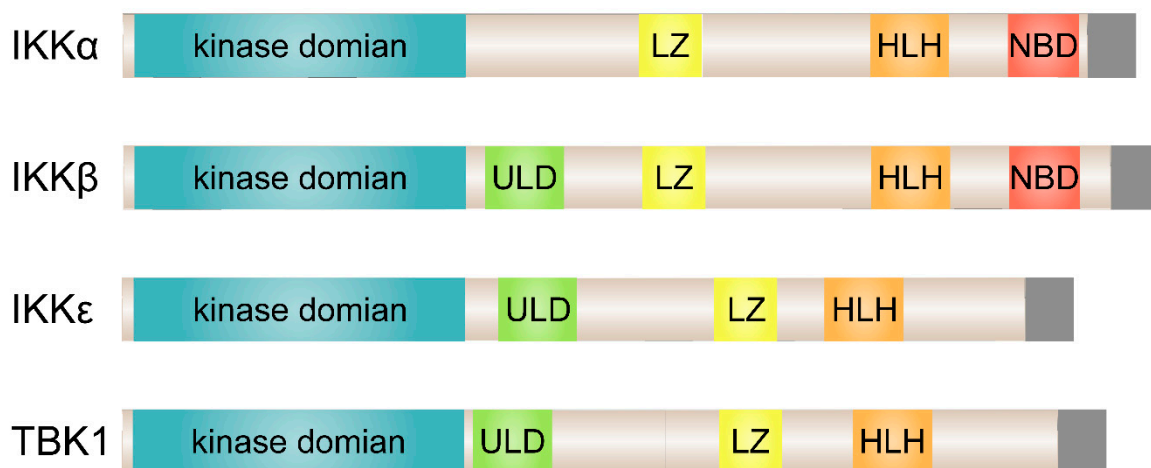 IKKα kinase domian LZ HLH NBD
IKKβ kinase domian ULD LZ HLH NBD
IKKε kinase domian ULD LZ HLH
TBK1 kinase domian ULD LZ HLH